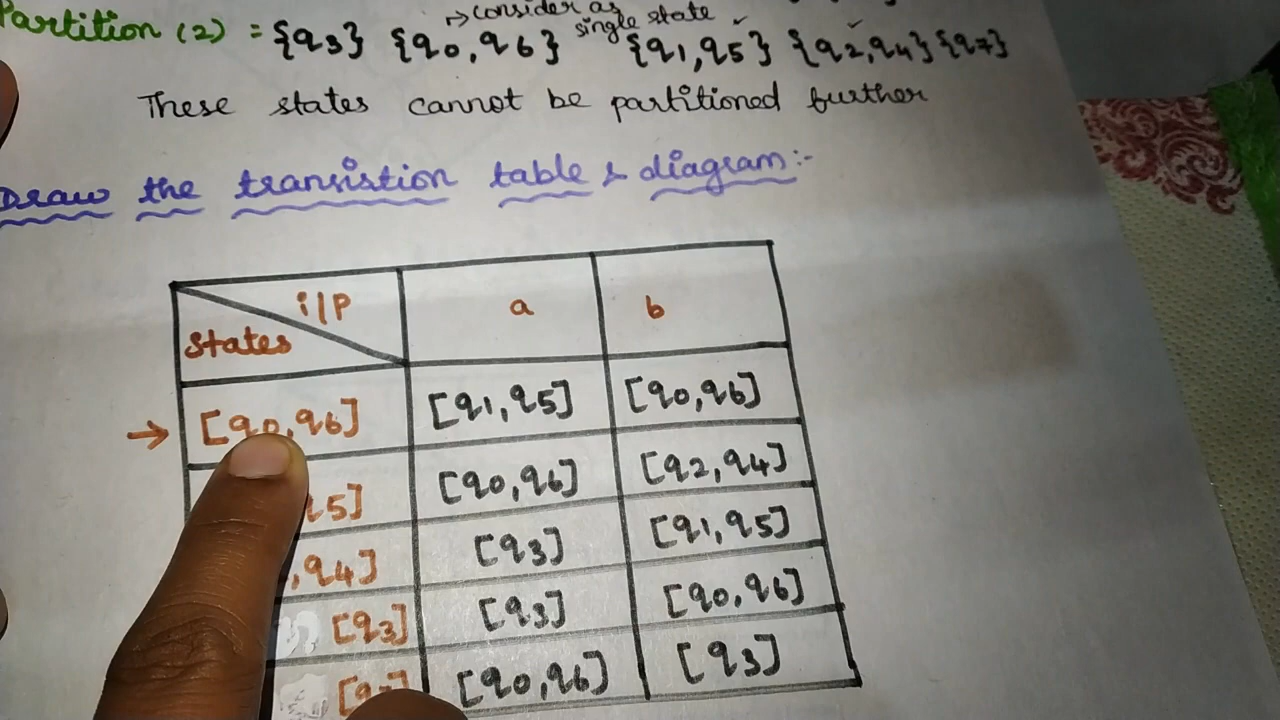 Partition (2) = {q3} {q0,q6} {q1,q5} {q2,q4} {q7}
↦ consider as
single state
These states cannot be partitioned further
Draw the transistion table & diagram:-
i/P
States
a b
→ [q0,q6] [q1,q5] [q0,q6]
q5] [q0,q6] [q2,q4]
,q4] [q3] [q1,q5]
[q3] [q3] [q0,q6]
[q0,q6] [q3]